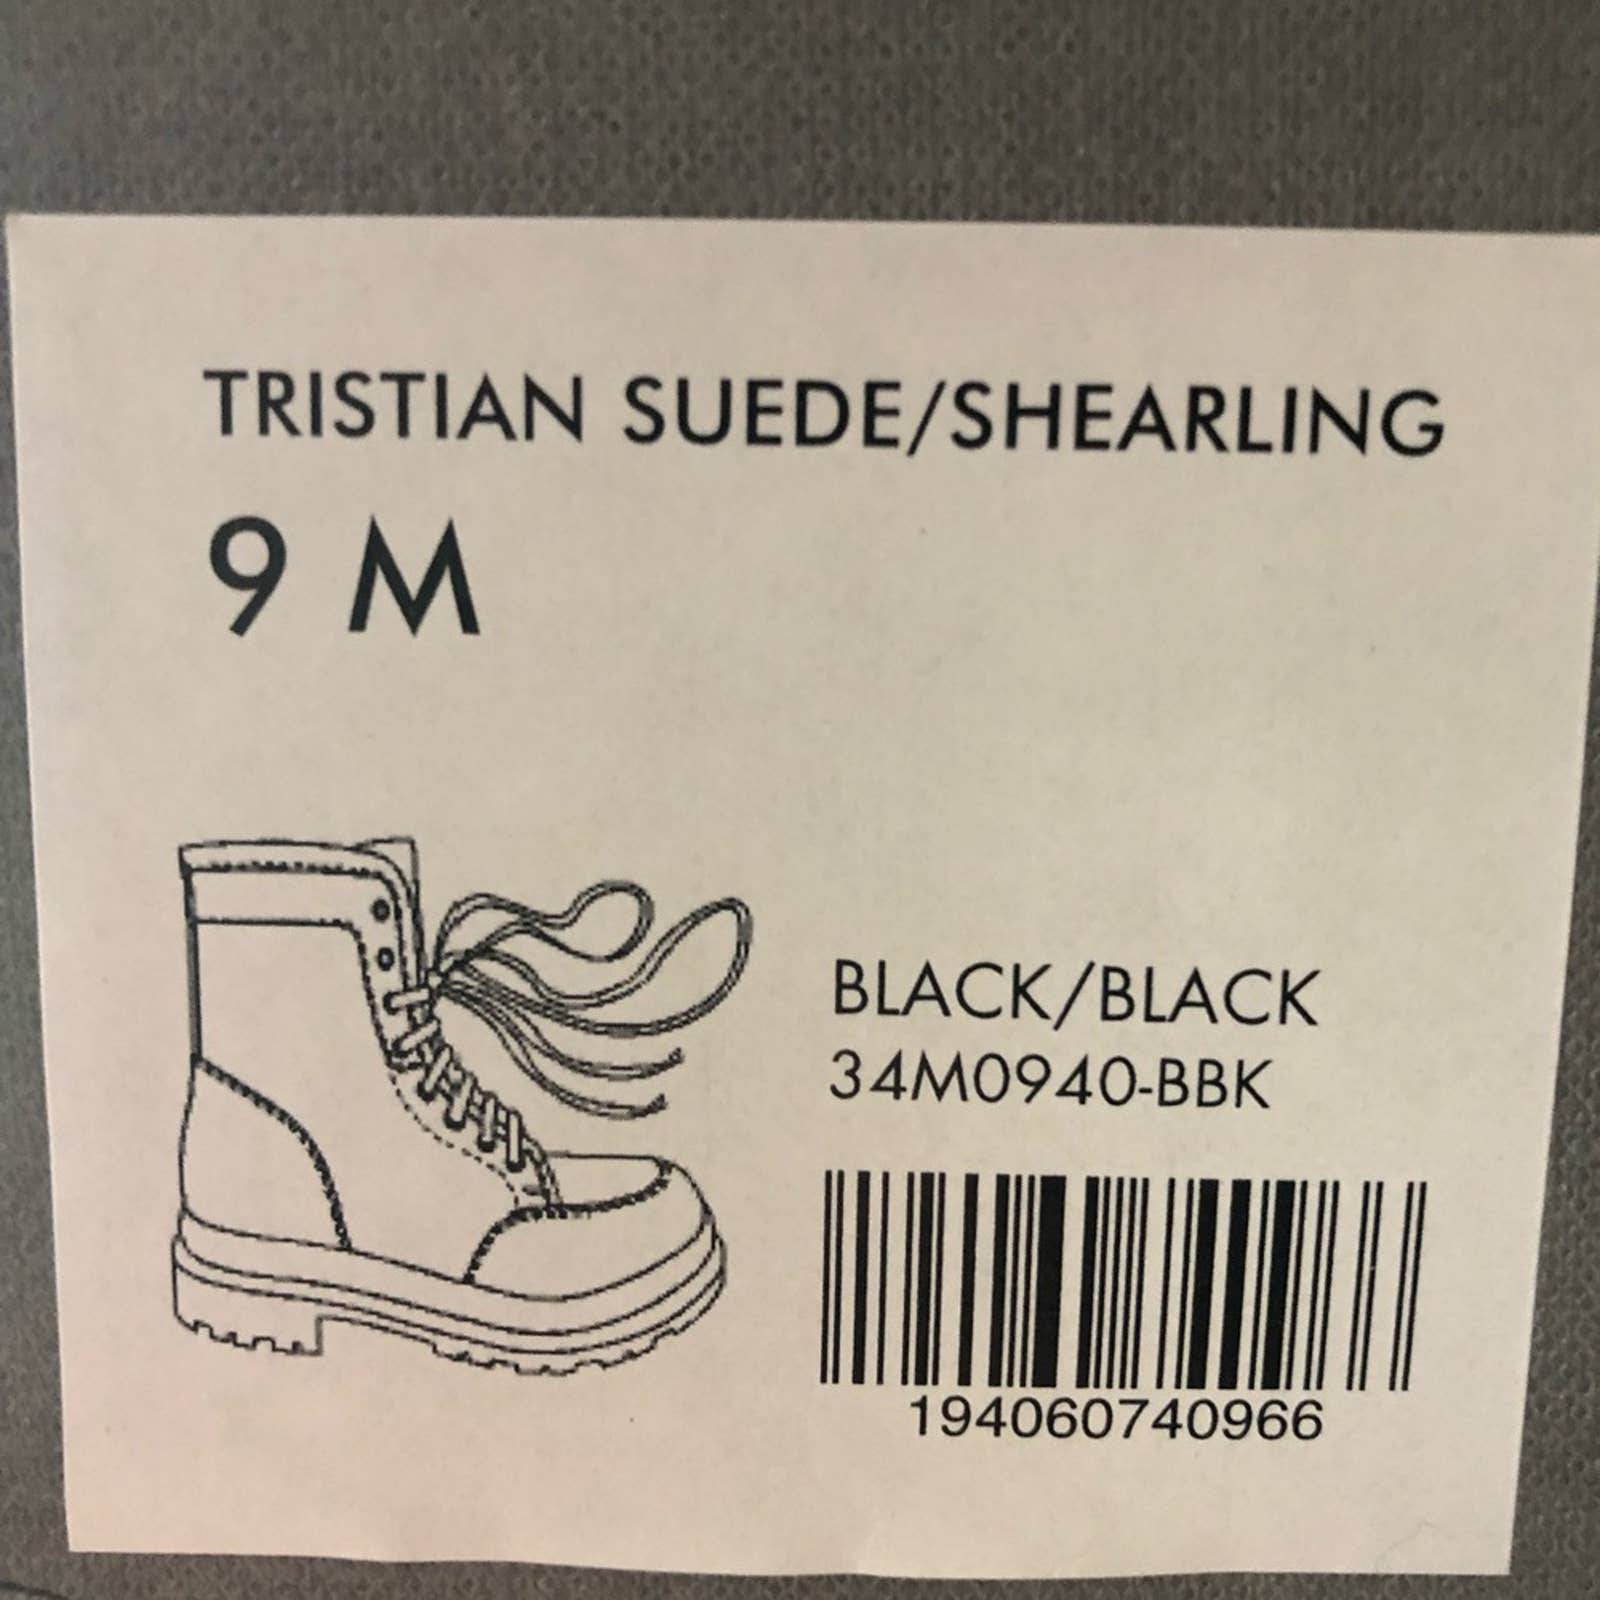 TRISTIAN SUEDE/SHEARLING
9 M
BLACK/BLACK
34M0940-BBK
194060740966